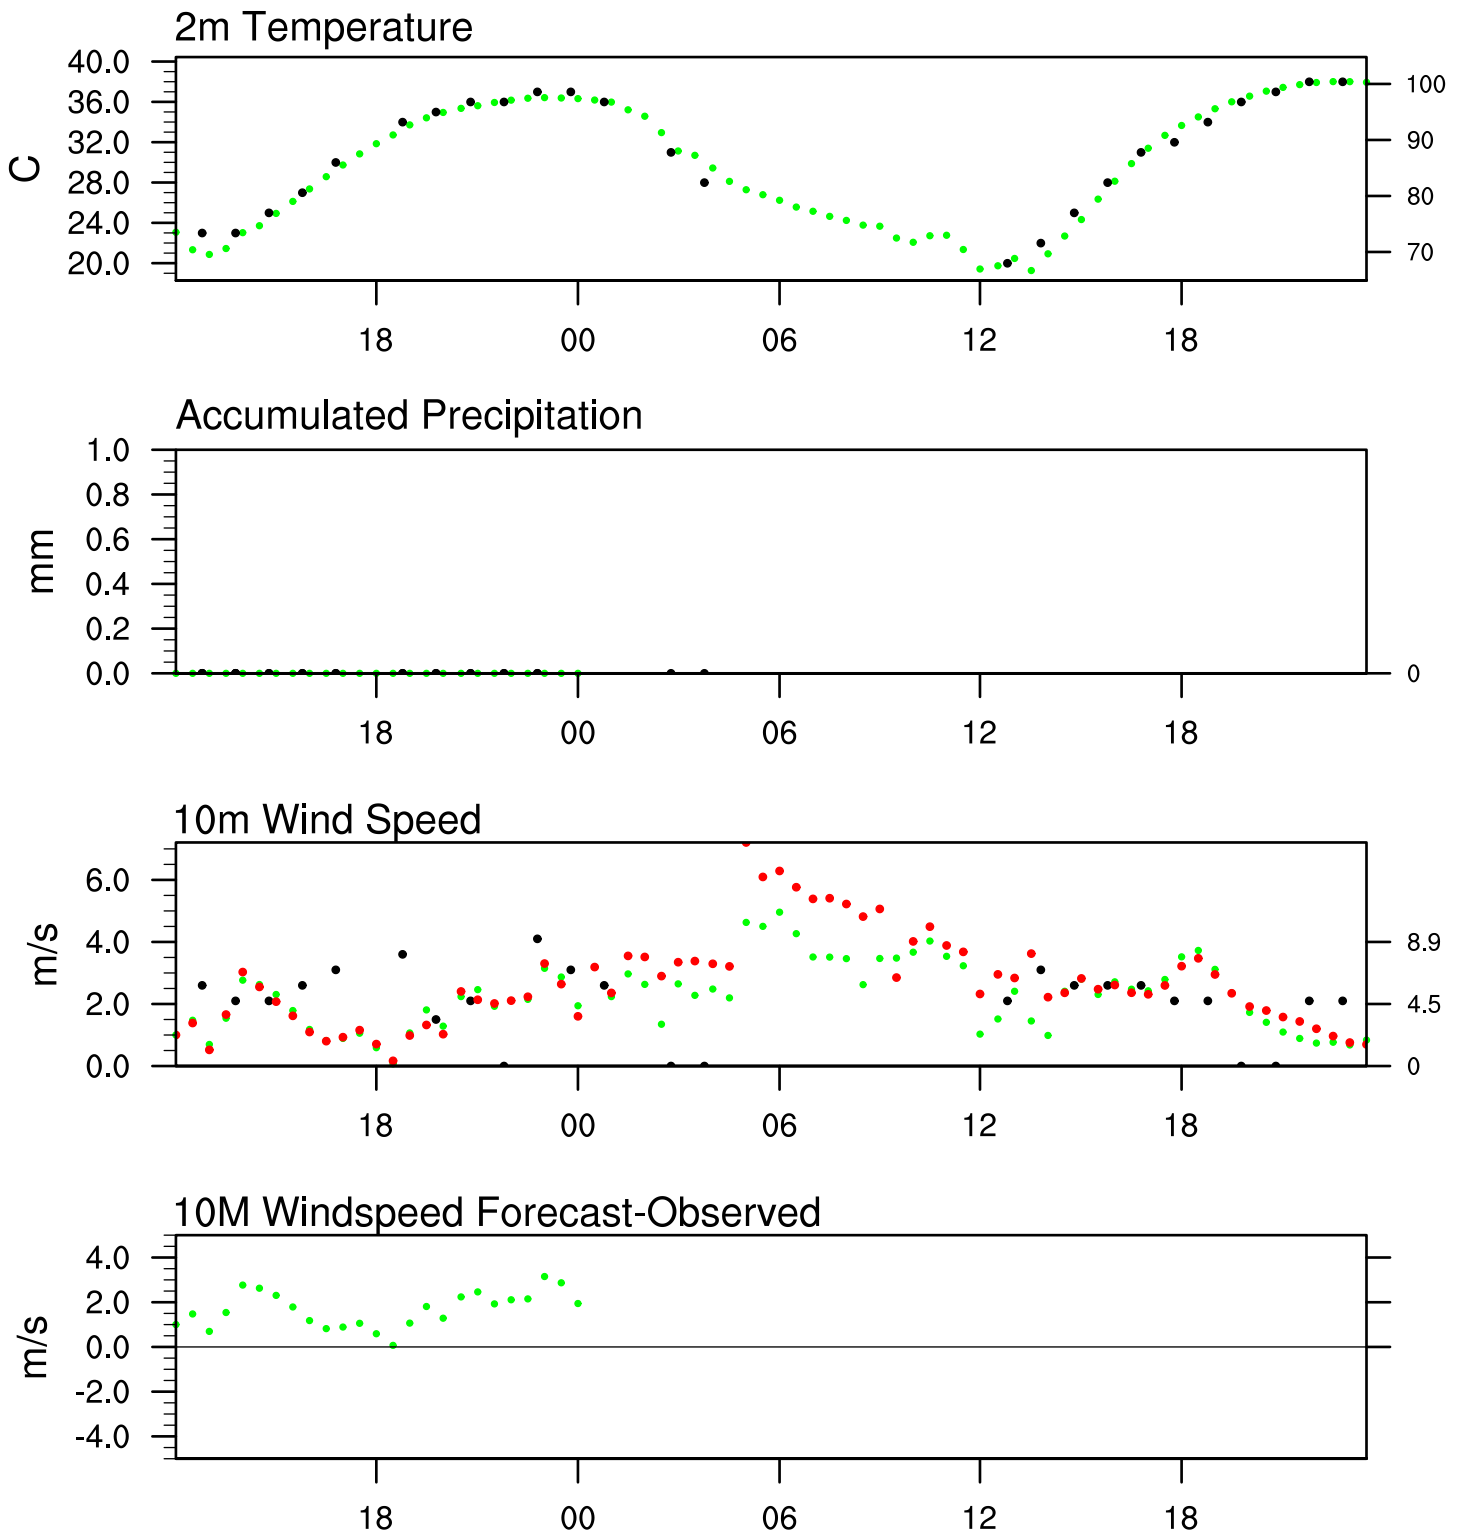 2m Temperature
40.0
36.0
32.0
28.0
24.0
20.0
C
100
90
80
70
18 00 06 12 18
Accumulated Precipitation
1.0
0.8
0.6
0.4
0.2
0.0
mm
0
18 00 06 12 18
10m Wind Speed
6.0
4.0
2.0
0.0
m/s
8.9
4.5
0
18 00 06 12 18
10M Windspeed Forecast-Observed
4.0
2.0
0.0
-2.0
-4.0
m/s
18 00 06 12 18